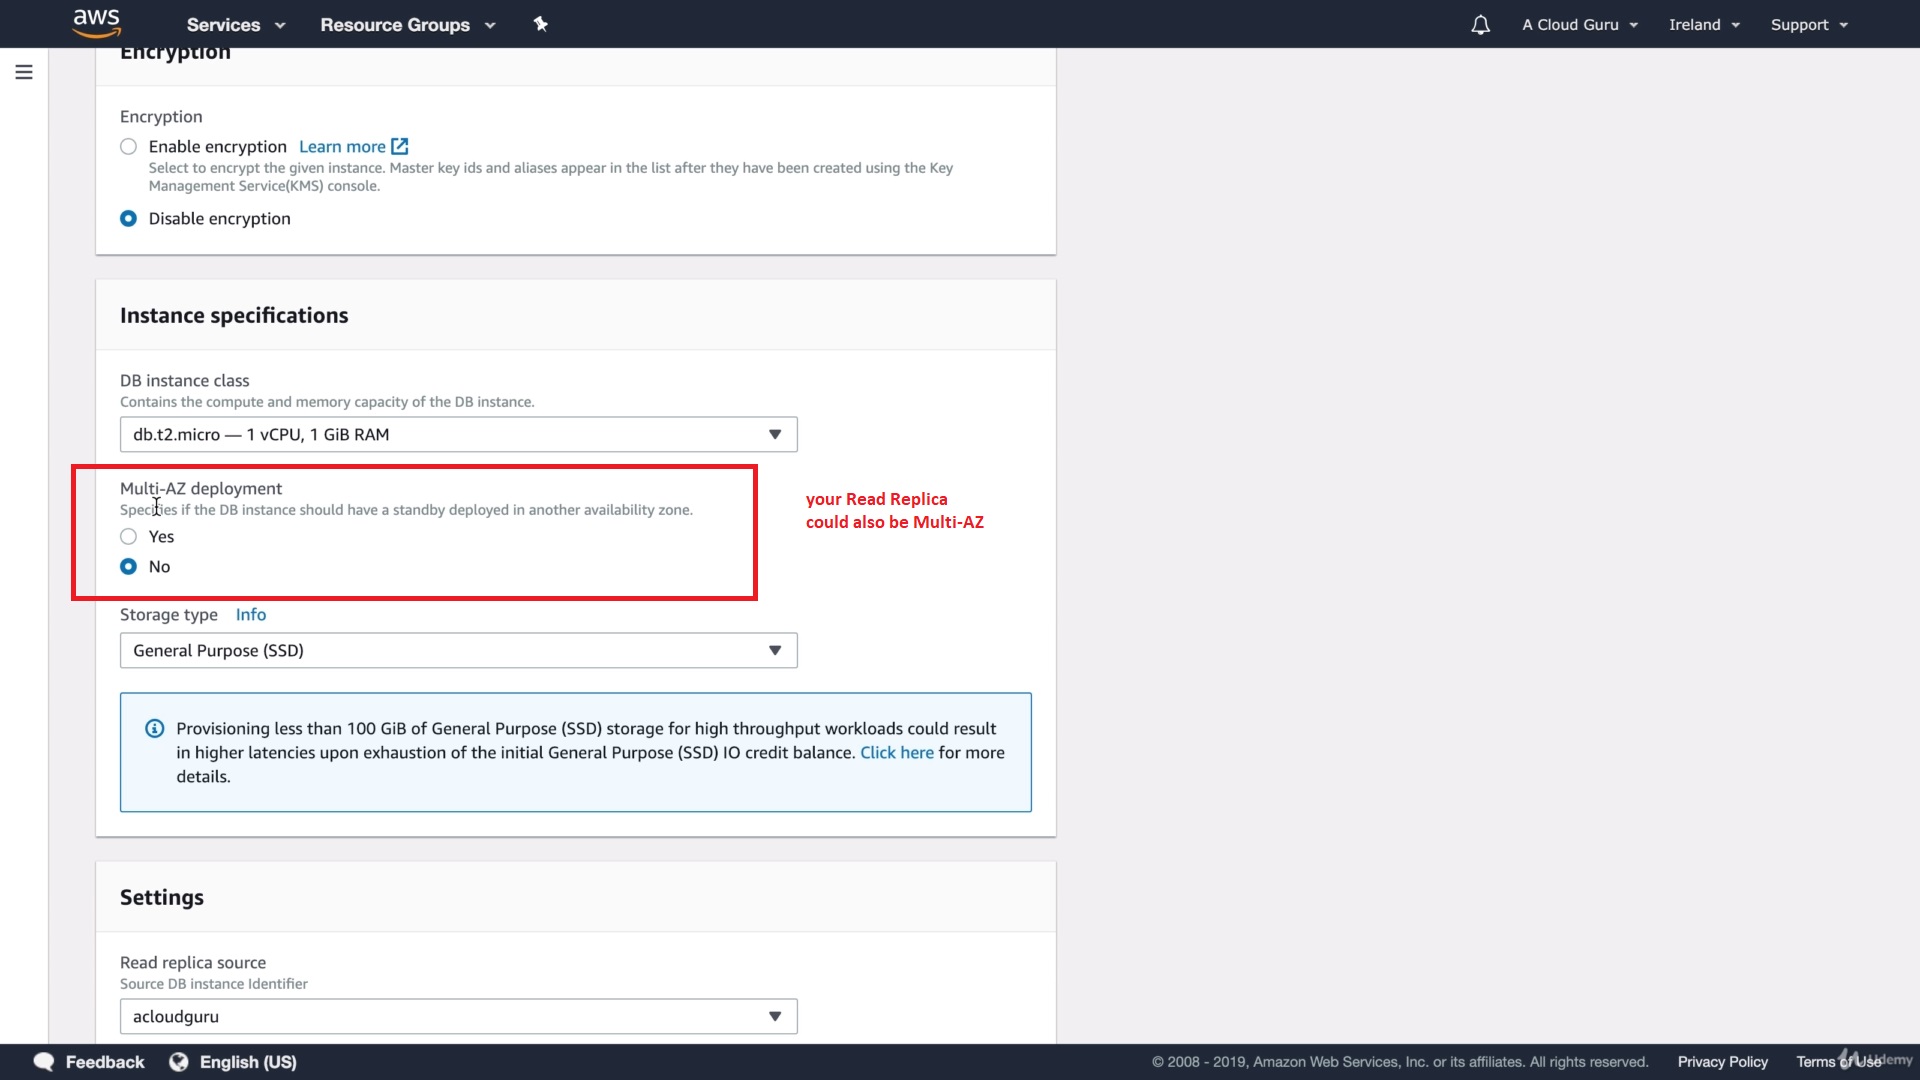 aws Services Resource Groups A Cloud Guru Ireland Support
Encryption
Encryption
Enable encryption Learn more
Select to encrypt the given instance. Master key ids and aliases appear in the list after they have been created using the Key
Management Service(KMS) console.
Disable encryption
Instance specifications
DB instance class
Contains the compute and memory capacity of the DB instance.
db.t2.micro — 1 vCPU, 1 GiB RAM
Multi-AZ deployment
Specifies if the DB instance should have a standby deployed in another availability zone.
Yes
No
your Read Replica
could also be Multi-AZ
Storage type Info
General Purpose (SSD)
Provisioning less than 100 GiB of General Purpose (SSD) storage for high throughput workloads could result
in higher latencies upon exhaustion of the initial General Purpose (SSD) IO credit balance. Click here for more
details.
Settings
Read replica source
Source DB instance Identifier
acloudguru
Feedback English (US) © 2008 - 2019, Amazon Web Services, Inc. or its affiliates. All rights reserved. Privacy Policy Terms of Use
Udemy